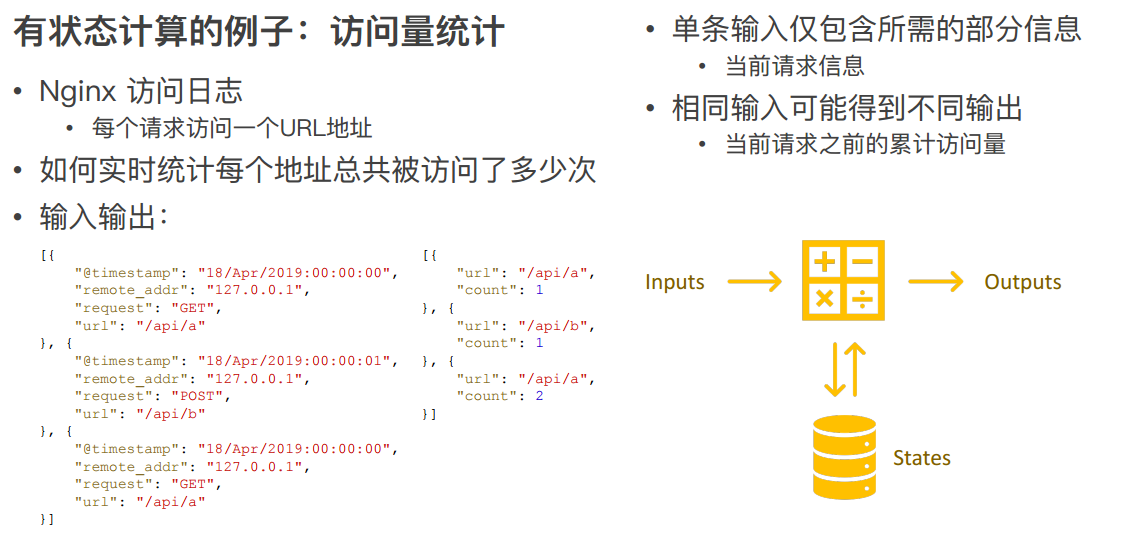 有状态计算的例子：访问量统计
• Nginx 访问日志
• 每个请求访问一个URL地址
• 如何实时统计每个地址总共被访问了多少次
• 输入输出：
[{
"@timestamp": "18/Apr/2019:00:00:00",
"remote_addr": "127.0.0.1",
"request": "GET",
"url": "/api/a"
}, {
"@timestamp": "18/Apr/2019:00:00:01",
"remote_addr": "127.0.0.1",
"request": "POST",
"url": "/api/b"
}, {
"@timestamp": "18/Apr/2019:00:00:00",
"remote_addr": "127.0.0.1",
"request": "GET",
"url": "/api/a"
}]
[{
"url": "/api/a",
"count": 1
}, {
"url": "/api/b",
"count": 1
}, {
"url": "/api/a",
"count": 2
}]
• 单条输入仅包含所需的部分信息
• 当前请求信息
• 相同输入可能得到不同输出
• 当前请求之前的累计访问量
Inputs
Outputs
States